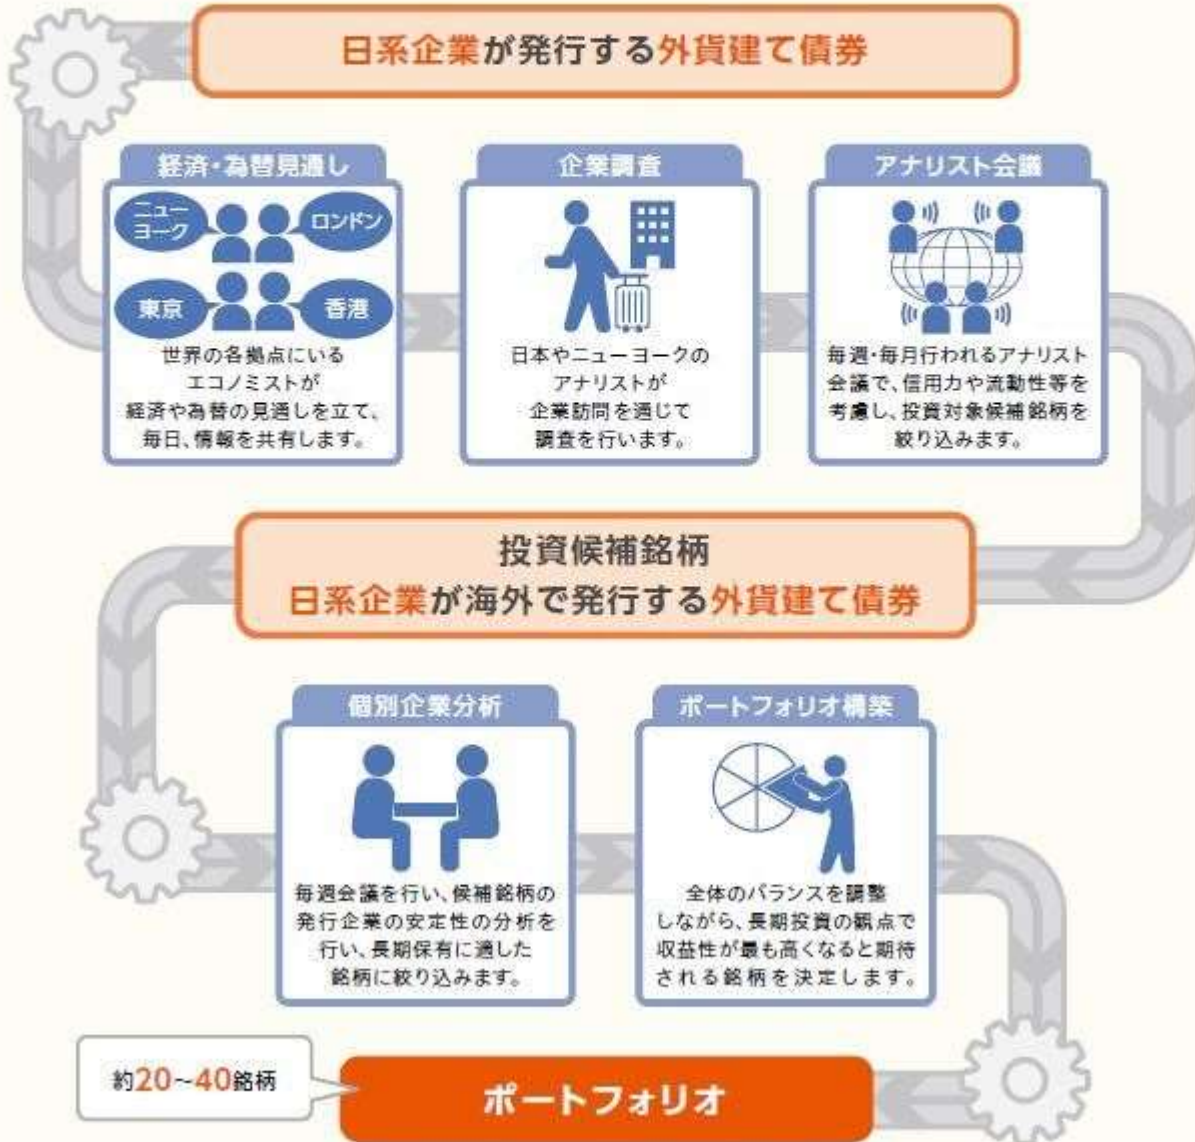 日系企業が発行する外貨建て債券
経済・為替見通し
ニュー
ヨーク
ロンドン
東京
香港
世界の各拠点にいる
エコノミストが
経済や為替の見通しを立て、
毎日、情報を共有します。
企業調査
日本やニューヨークの
アナリストが
企業訪問を通じて
調査を行います。
アナリスト会議
毎週・毎月行われるアナリスト
会議で、信用力や流動性等を
考慮し、投資対象候補銘柄を
絞り込みます。
投資候補銘柄
日系企業が海外で発行する外貨建て債券
個別企業分析
毎週会議を行い、候補銘柄の
発行企業の安定性の分析を
行い、長期保有に適した
銘柄に絞り込みます。
ポートフォリオ構築
全体のバランスを調整
しながら、長期投資の観点で
収益性が最も高くなると期待
される銘柄を決定します。
約20~40銘柄
ポートフォリオ